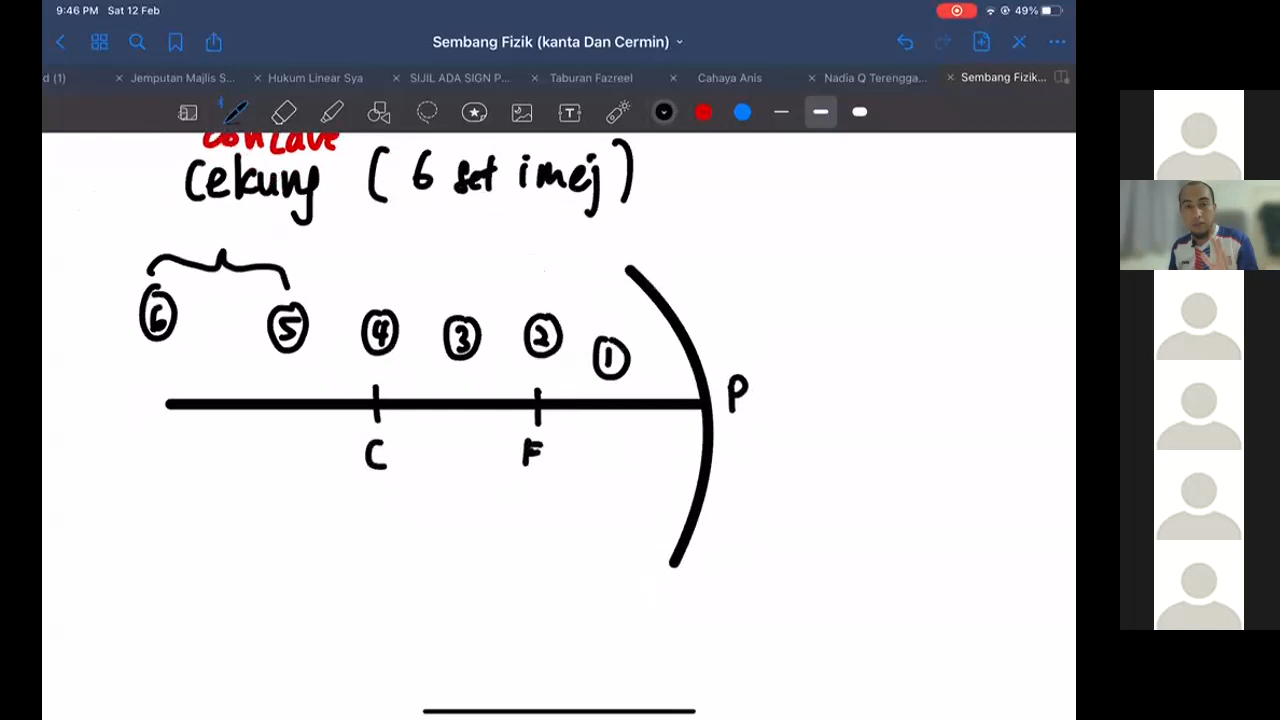 9:46 PM Sat 12 Feb
49%
Sembang Fizik (kanta Dan Cermin)
d (1)
Jemputan Majlis S...
Hukum Linear Sya
SIJIL ADA SIGN P...
Taburan Fazreel
Cahaya Anis
Nadia Q Terengga...
Sembang Fizik...
concave
Cekung ( 6 set imej )
6 5 4 3 2 1
P
C F